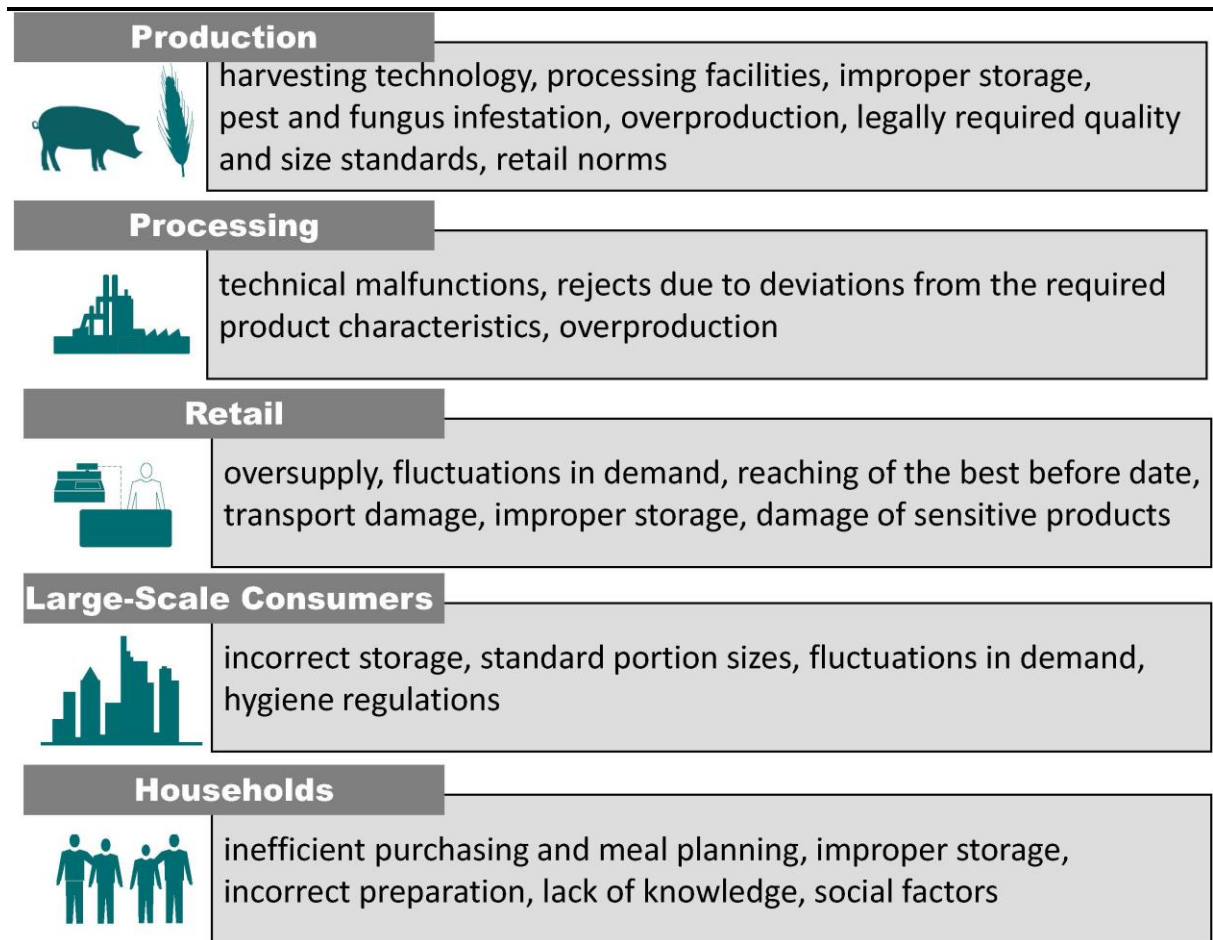 Production
harvesting technology, processing facilities, improper storage,
pest and fungus infestation, overproduction, legally required quality
and size standards, retail norms
Processing
technical malfunctions, rejects due to deviations from the required
product characteristics, overproduction
Retail
oversupply, fluctuations in demand, reaching of the best before date,
transport damage, improper storage, damage of sensitive products
Large-Scale Consumers
incorrect storage, standard portion sizes, fluctuations in demand,
hygiene regulations
Households
inefficient purchasing and meal planning, improper storage,
incorrect preparation, lack of knowledge, social factors